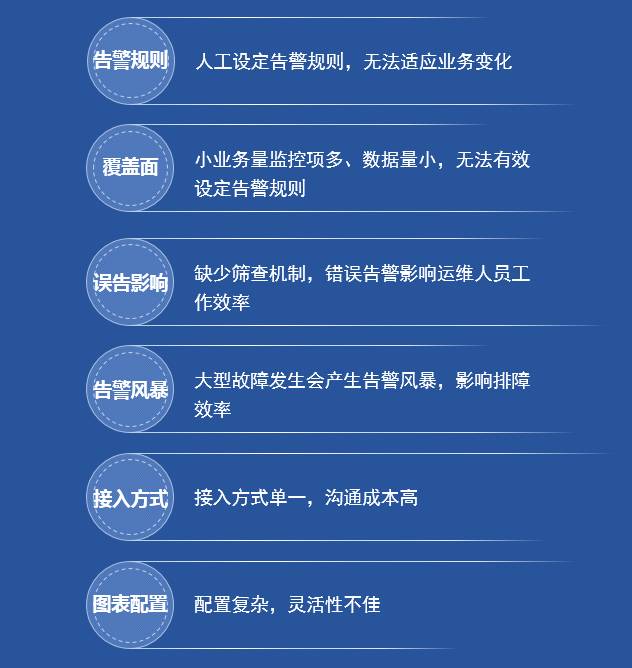 告警规则
人工设定告警规则，无法适应业务变化
覆盖面
小业务量监控项多、数据量小，无法有效
设定告警规则
误告影响
缺少筛查机制，错误告警影响运维人员工
作效率
告警风暴
大型故障发生会产生告警风暴，影响排障
效率
接入方式
接入方式单一，沟通成本高
图表配置
配置复杂，灵活性不佳